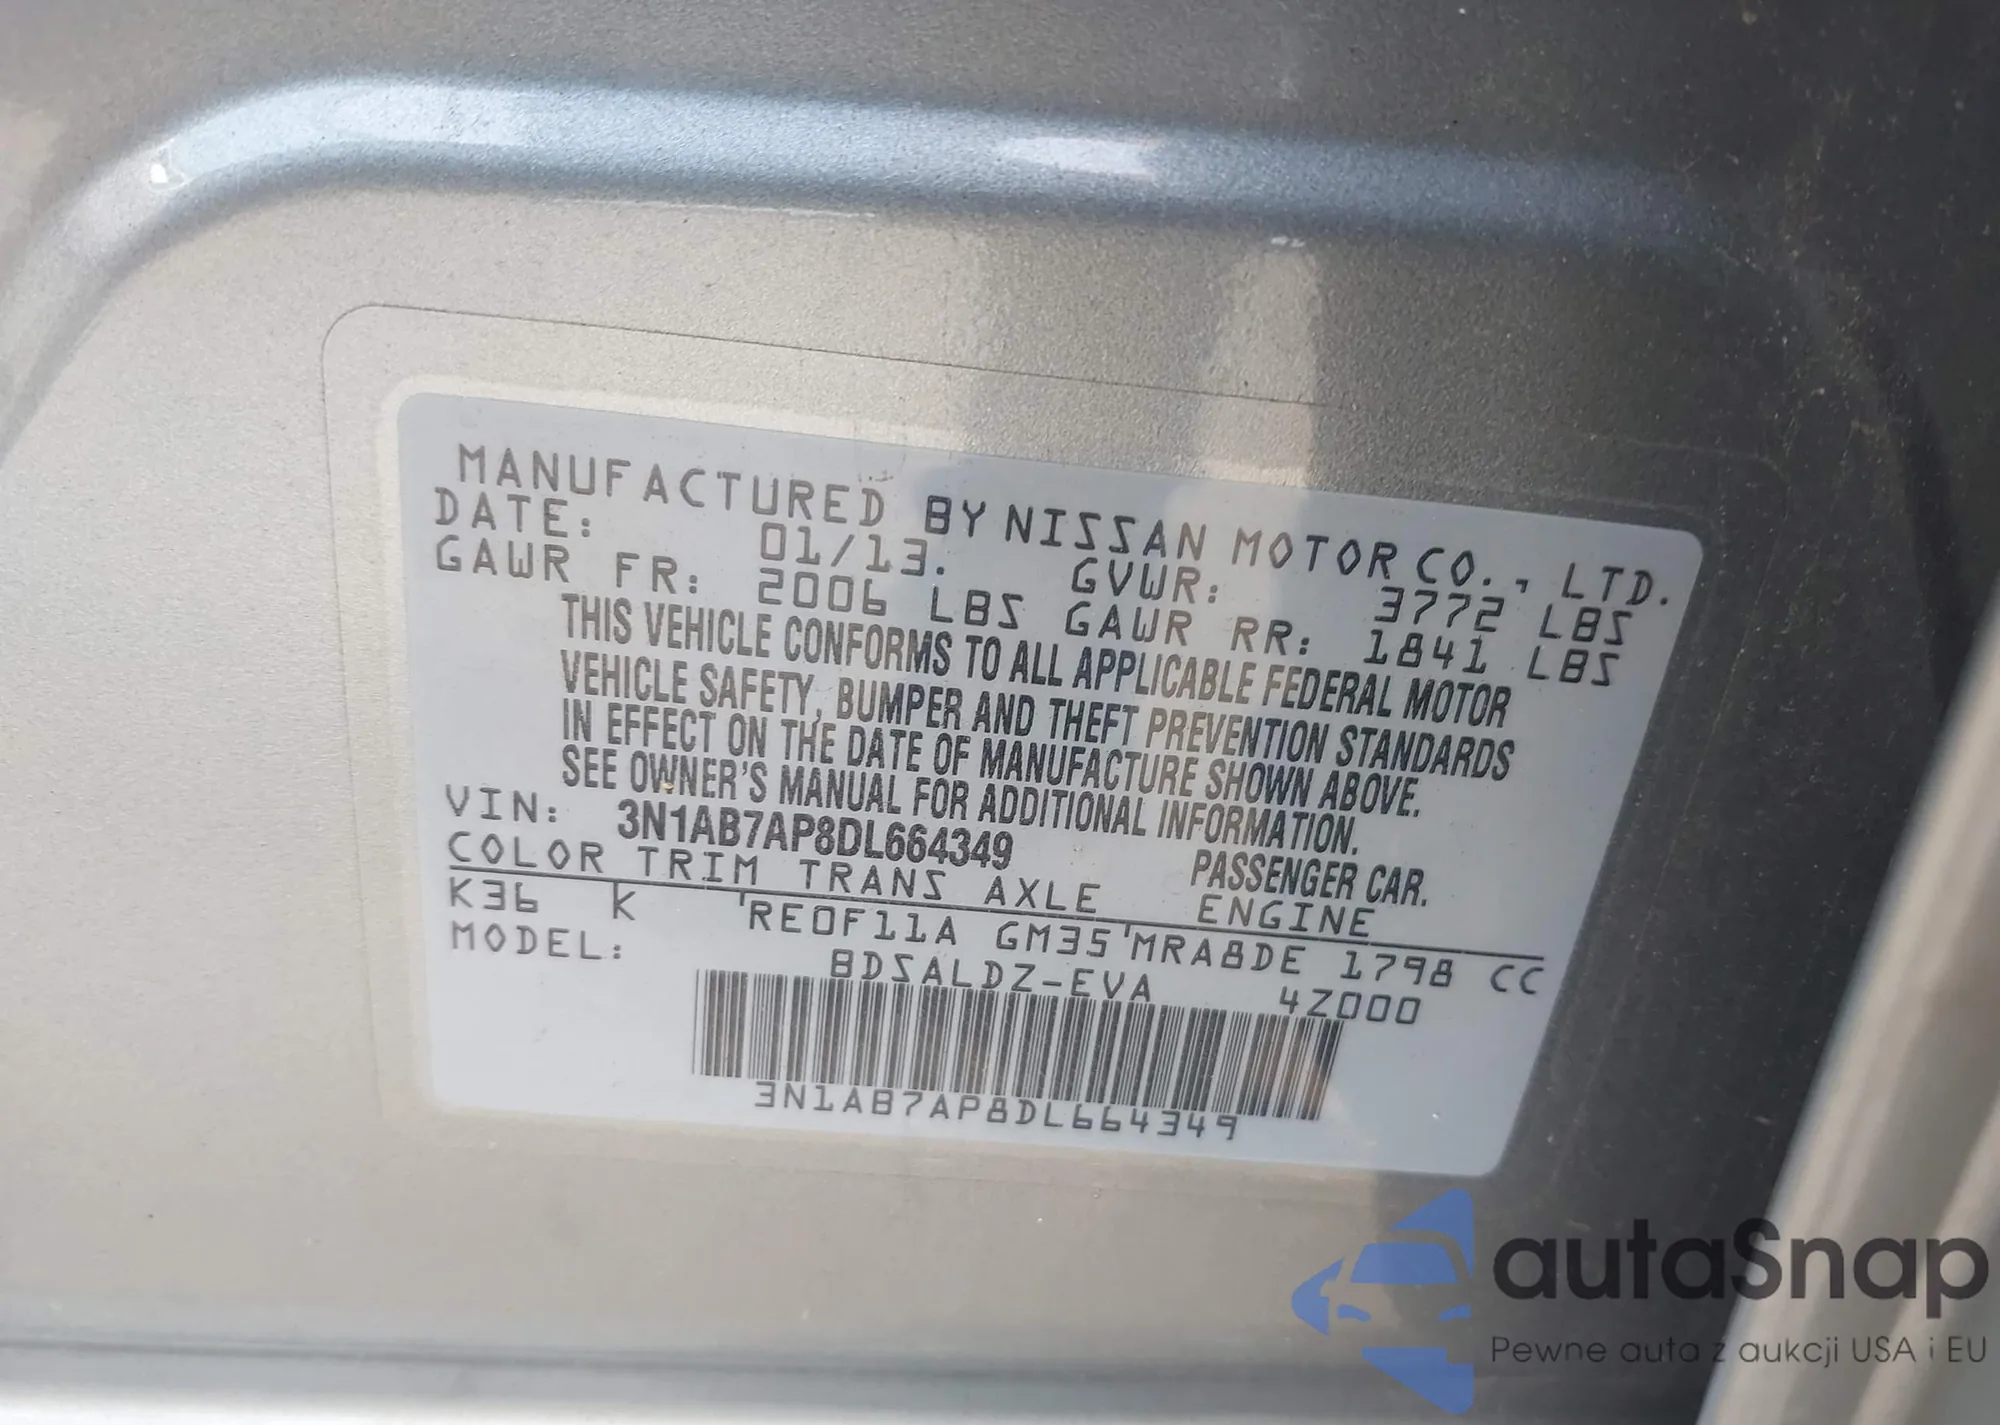 MANUFACTURED BY NISSAN MOTOR CO., LTD.
DATE: 01/13. GVWR: 3772 LBS
GAWR FR: 2006 LBS GAWR RR: 1841 LBS
THIS VEHICLE CONFORMS TO ALL APPLICABLE FEDERAL MOTOR
VEHICLE SAFETY, BUMPER AND THEFT PREVENTION STANDARDS
IN EFFECT ON THE DATE OF MANUFACTURE SHOWN ABOVE.
SEE OWNER'S MANUAL FOR ADDITIONAL INFORMATION.
VIN: 3N1AB7AP8DL664349 PASSENGER CAR.
COLOR TRIM TRANS AXLE ENGINE
K36 K RE0F11A GM35 MRA8DE 1798 CC
MODEL: BDSALDZ-EVA 4Z000
3N1AB7AP8DL664349
autaSnap
Pewne auta z aukcji USA i EU